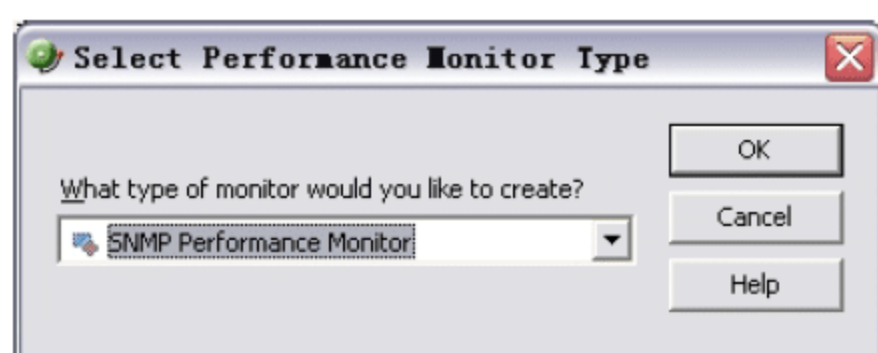 Select Performance Monitor Type
What type of monitor would you like to create?
SNMP Performance Monitor
OK
Cancel
Help